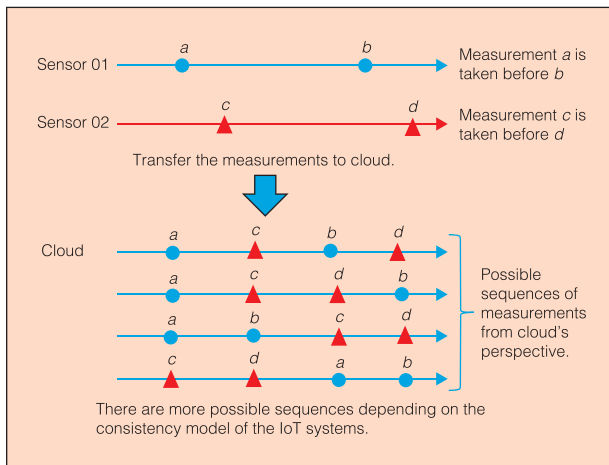 a b
Sensor 01
Measurement a is
taken before b
c d
Sensor 02
Measurement c is
taken before d
Transfer the measurements to cloud.
Cloud
a c b d
a c d b
a b c d
c d a b
Possible
sequences of
measurements
from cloud's
perspective.
There are more possible sequences depending on the
consistency model of the IoT systems.